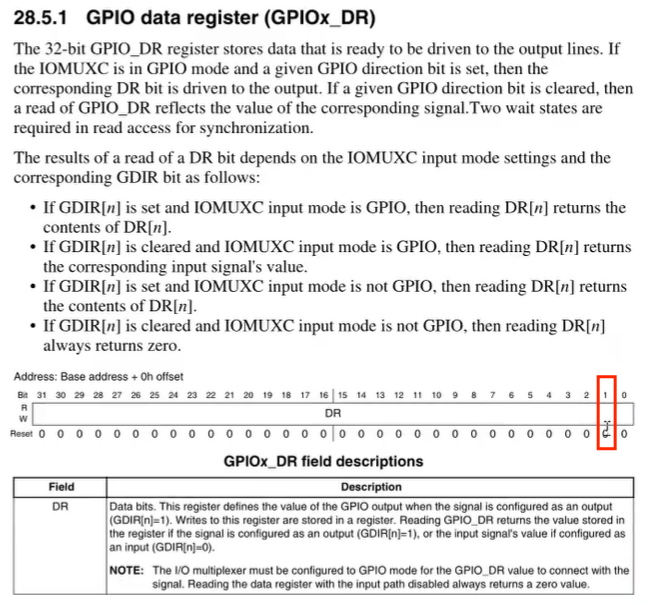 28.5.1 GPIO data register (GPIOx_DR)
The 32-bit GPIO_DR register stores data that is ready to be driven to the output lines. If
the IOMUXC is in GPIO mode and a given GPIO direction bit is set, then the
corresponding DR bit is driven to the output. If a given GPIO direction bit is cleared, then
a read of GPIO_DR reflects the value of the corresponding signal.Two wait states are
required in read access for synchronization.
The results of a read of a DR bit depends on the IOMUXC input mode settings and the
corresponding GDIR bit as follows:
• If GDIR[n] is set and IOMUXC input mode is GPIO, then reading DR[n] returns the
contents of DR[n].
• If GDIR[n] is cleared and IOMUXC input mode is GPIO, then reading DR[n] returns
the corresponding input signal's value.
• If GDIR[n] is set and IOMUXC input mode is not GPIO, then reading DR[n] returns
the contents of DR[n].
• If GDIR[n] is cleared and IOMUXC input mode is not GPIO, then reading DR[n]
always returns zero.
Address: Base address + 0h offset
Bit 31 30 29 28 27 26 25 24 23 22 21 20 19 18 17 16 15 14 13 12 11 10 9 8 7 6 5 4 3 2 1 0
R
DR
W
Reset 0 0 0 0 0 0 0 0 0 0 0 0 0 0 0 0 0 0 0 0 0 0 0 0 0 0 0 0 0 0 0
GPIOx_DR field descriptions
Field Description
DR Data bits. This register defines the value of the GPIO output when the signal is configured as an output
(GDIR[n]=1). Writes to this register are stored in a register. Reading GPIO_DR returns the value stored in
the register if the signal is configured as an output (GDIR[n]=1), or the input signal's value if configured as
an input (GDIR[n]=0).
NOTE: The I/O multiplexer must be configured to GPIO mode for the GPIO_DR value to connect with the
signal. Reading the data register with the input path disabled always returns a zero value.